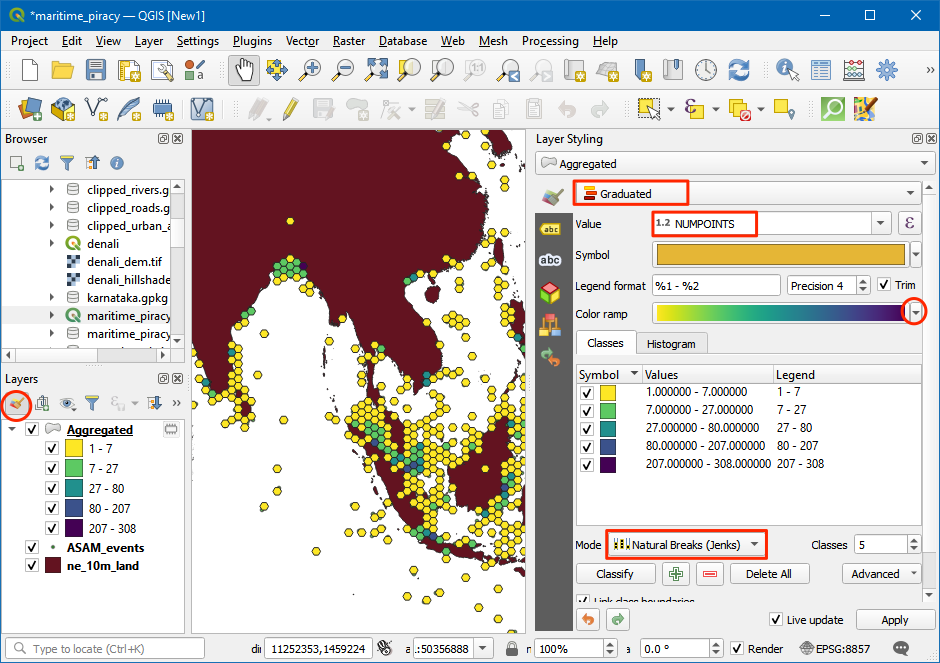 *maritime_piracy — QGIS [New1]
Project Edit View Layer Settings Plugins Vector Raster Database Web Mesh Processing Help
Browser
clipped_rivers.g
clipped_roads.g
clipped_urban_a
denali
denali_dem.tif
denali_hillshade
karnataka.gpkg
maritime_piracy
maritime_piracy
Layers
Aggregated
1 - 7
7 - 27
27 - 80
80 - 207
207 - 308
ASAM_events
ne_10m_land
Layer Styling
Aggregated
abc
abc
Graduated
Value 1.2 NUMPOINTS ε
Symbol
Legend format %1 - %2 Precision 4 Trim
Color ramp
Classes Histogram
Symbol Values Legend
1.000000 - 7.000000 1 - 7
7.000000 - 27.000000 7 - 27
27.000000 - 80.000000 27 - 80
80.000000 - 207.000000 80 - 207
207.000000 - 308.000000 207 - 308
Mode Natural Breaks (Jenks) Classes 5
Classify Delete All Advanced
Link class boundaries
Live update Apply
Type to locate (Ctrl+K) 11252353,1459224 :50356888 100% 0.0 ° Render EPSG:8857